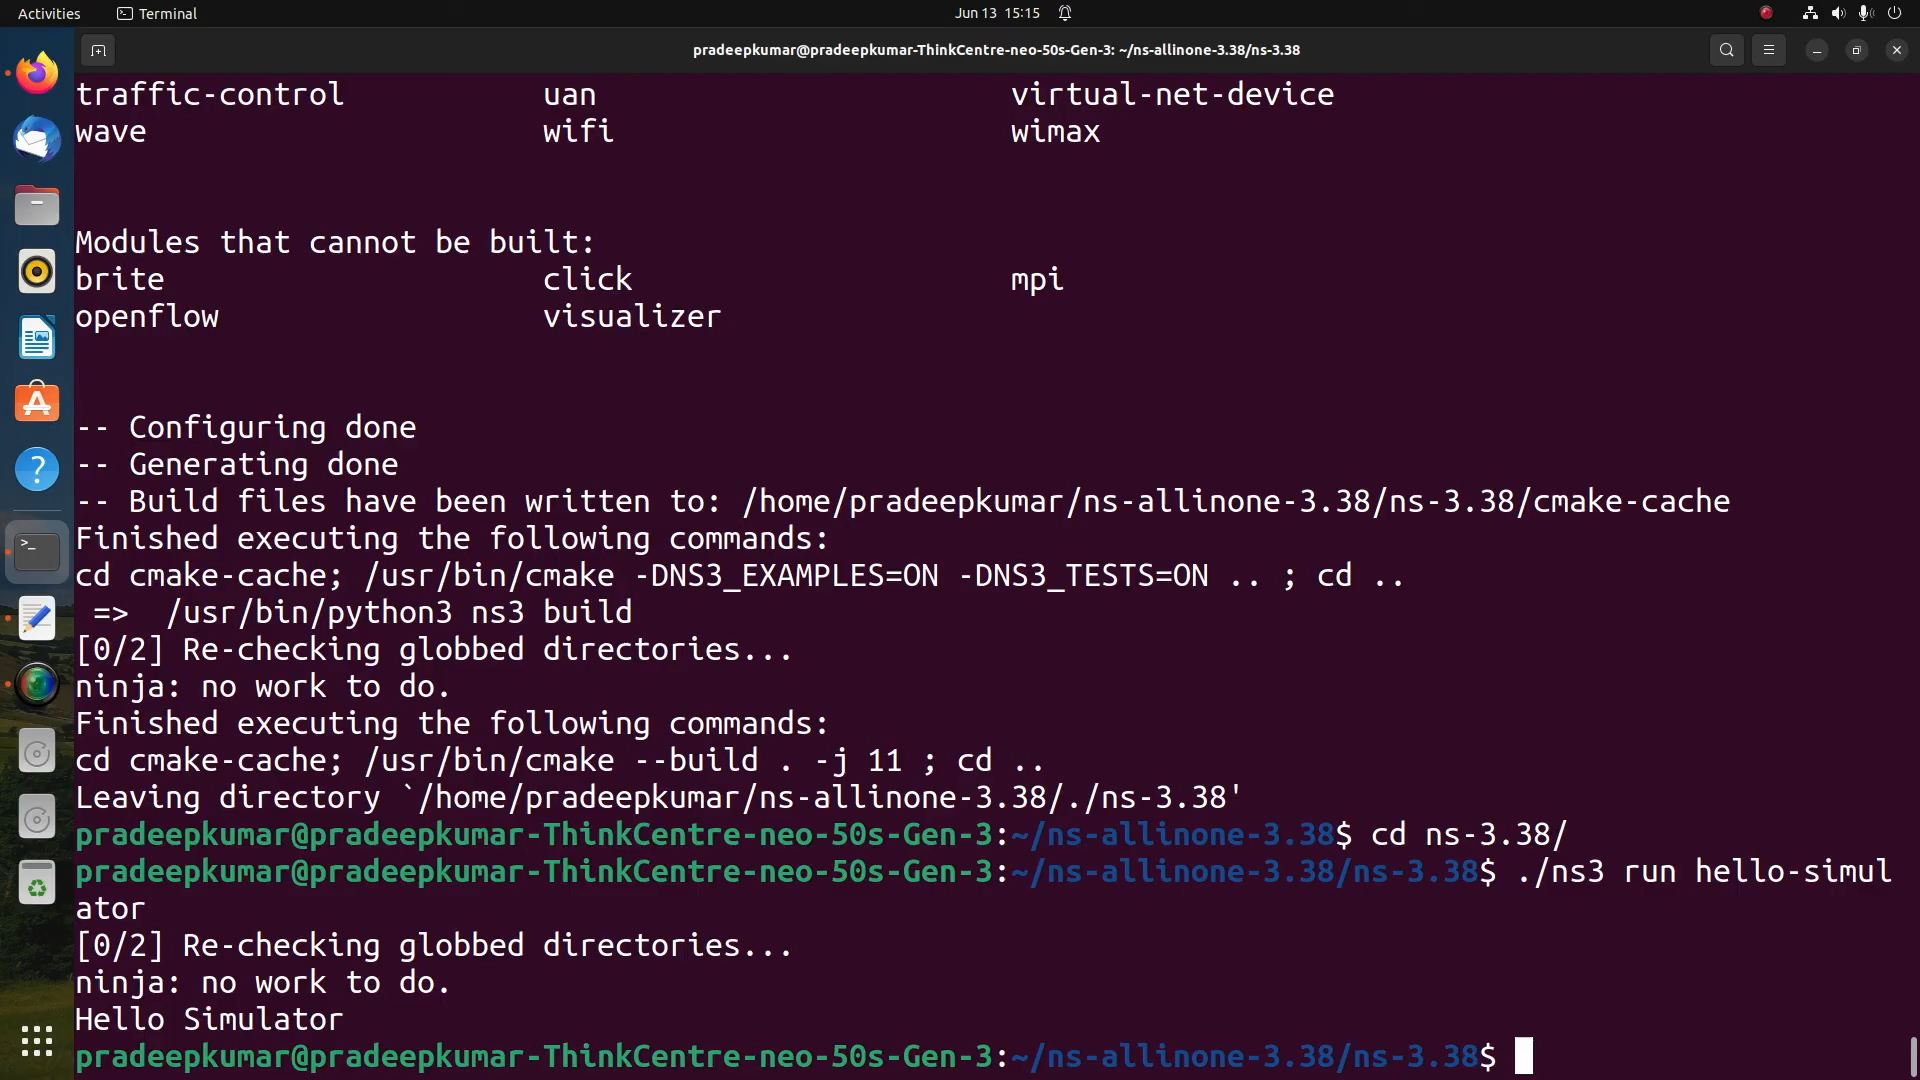 Activities Terminal Jun 13 15:15
pradeepkumar@pradeepkumar-ThinkCentre-neo-50s-Gen-3: ~/ns-allinone-3.38/ns-3.38
traffic-control uan virtual-net-device
wave wifi wimax
Modules that cannot be built:
brite click mpi
openflow visualizer
-- Configuring done
-- Generating done
-- Build files have been written to: /home/pradeepkumar/ns-allinone-3.38/ns-3.38/cmake-cache
Finished executing the following commands:
cd cmake-cache; /usr/bin/cmake -DNS3_EXAMPLES=ON -DNS3_TESTS=ON .. ; cd ..
=> /usr/bin/python3 ns3 build
[0/2] Re-checking globbed directories...
ninja: no work to do.
Finished executing the following commands:
cd cmake-cache; /usr/bin/cmake --build . -j 11 ; cd ..
Leaving directory `/home/pradeepkumar/ns-allinone-3.38/./ns-3.38'
pradeepkumar@pradeepkumar-ThinkCentre-neo-50s-Gen-3:~/ns-allinone-3.38$ cd ns-3.38/
pradeepkumar@pradeepkumar-ThinkCentre-neo-50s-Gen-3:~/ns-allinone-3.38/ns-3.38$ ./ns3 run hello-simul
ator
[0/2] Re-checking globbed directories...
ninja: no work to do.
Hello Simulator
pradeepkumar@pradeepkumar-ThinkCentre-neo-50s-Gen-3:~/ns-allinone-3.38/ns-3.38$